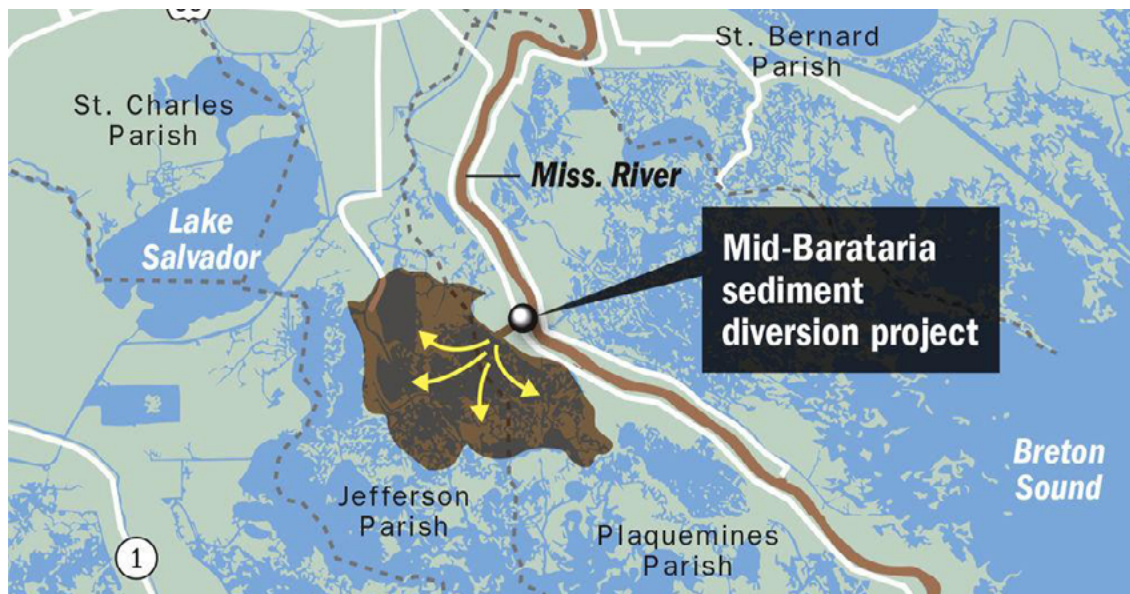 St. Bernard
Parish
St. Charles
Parish
Miss. River
Lake
Salvador
Mid-Barataria
sediment
diversion project
Breton
Sound
Jefferson
Parish
Plaquemines
Parish
1